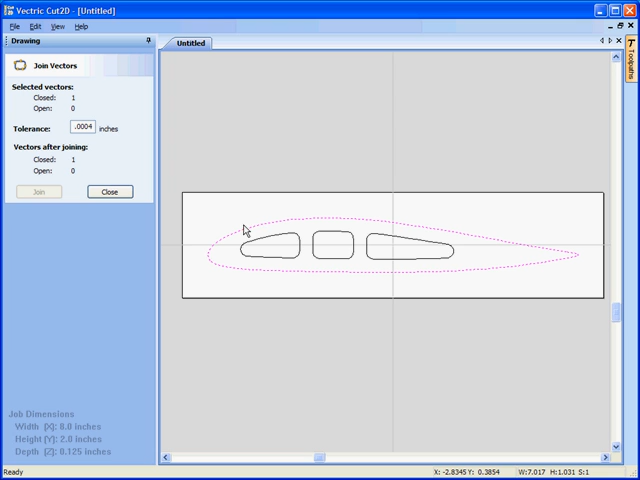 Vectric Cut2D - [Untitled]
File Edit View Help
Drawing
Untitled
Toolpaths
Join Vectors
Selected vectors:
Closed: 1
Open: 0
Tolerance: .0004 inches
Vectors after joining:
Closed: 1
Open: 0
Join Close
Job Dimensions
Width (X): 8.0 inches
Height (Y): 2.0 inches
Depth (Z): 0.125 inches
Ready
X: -2.8345 Y: 0.3854 W:7.017 H:1.031 S:1